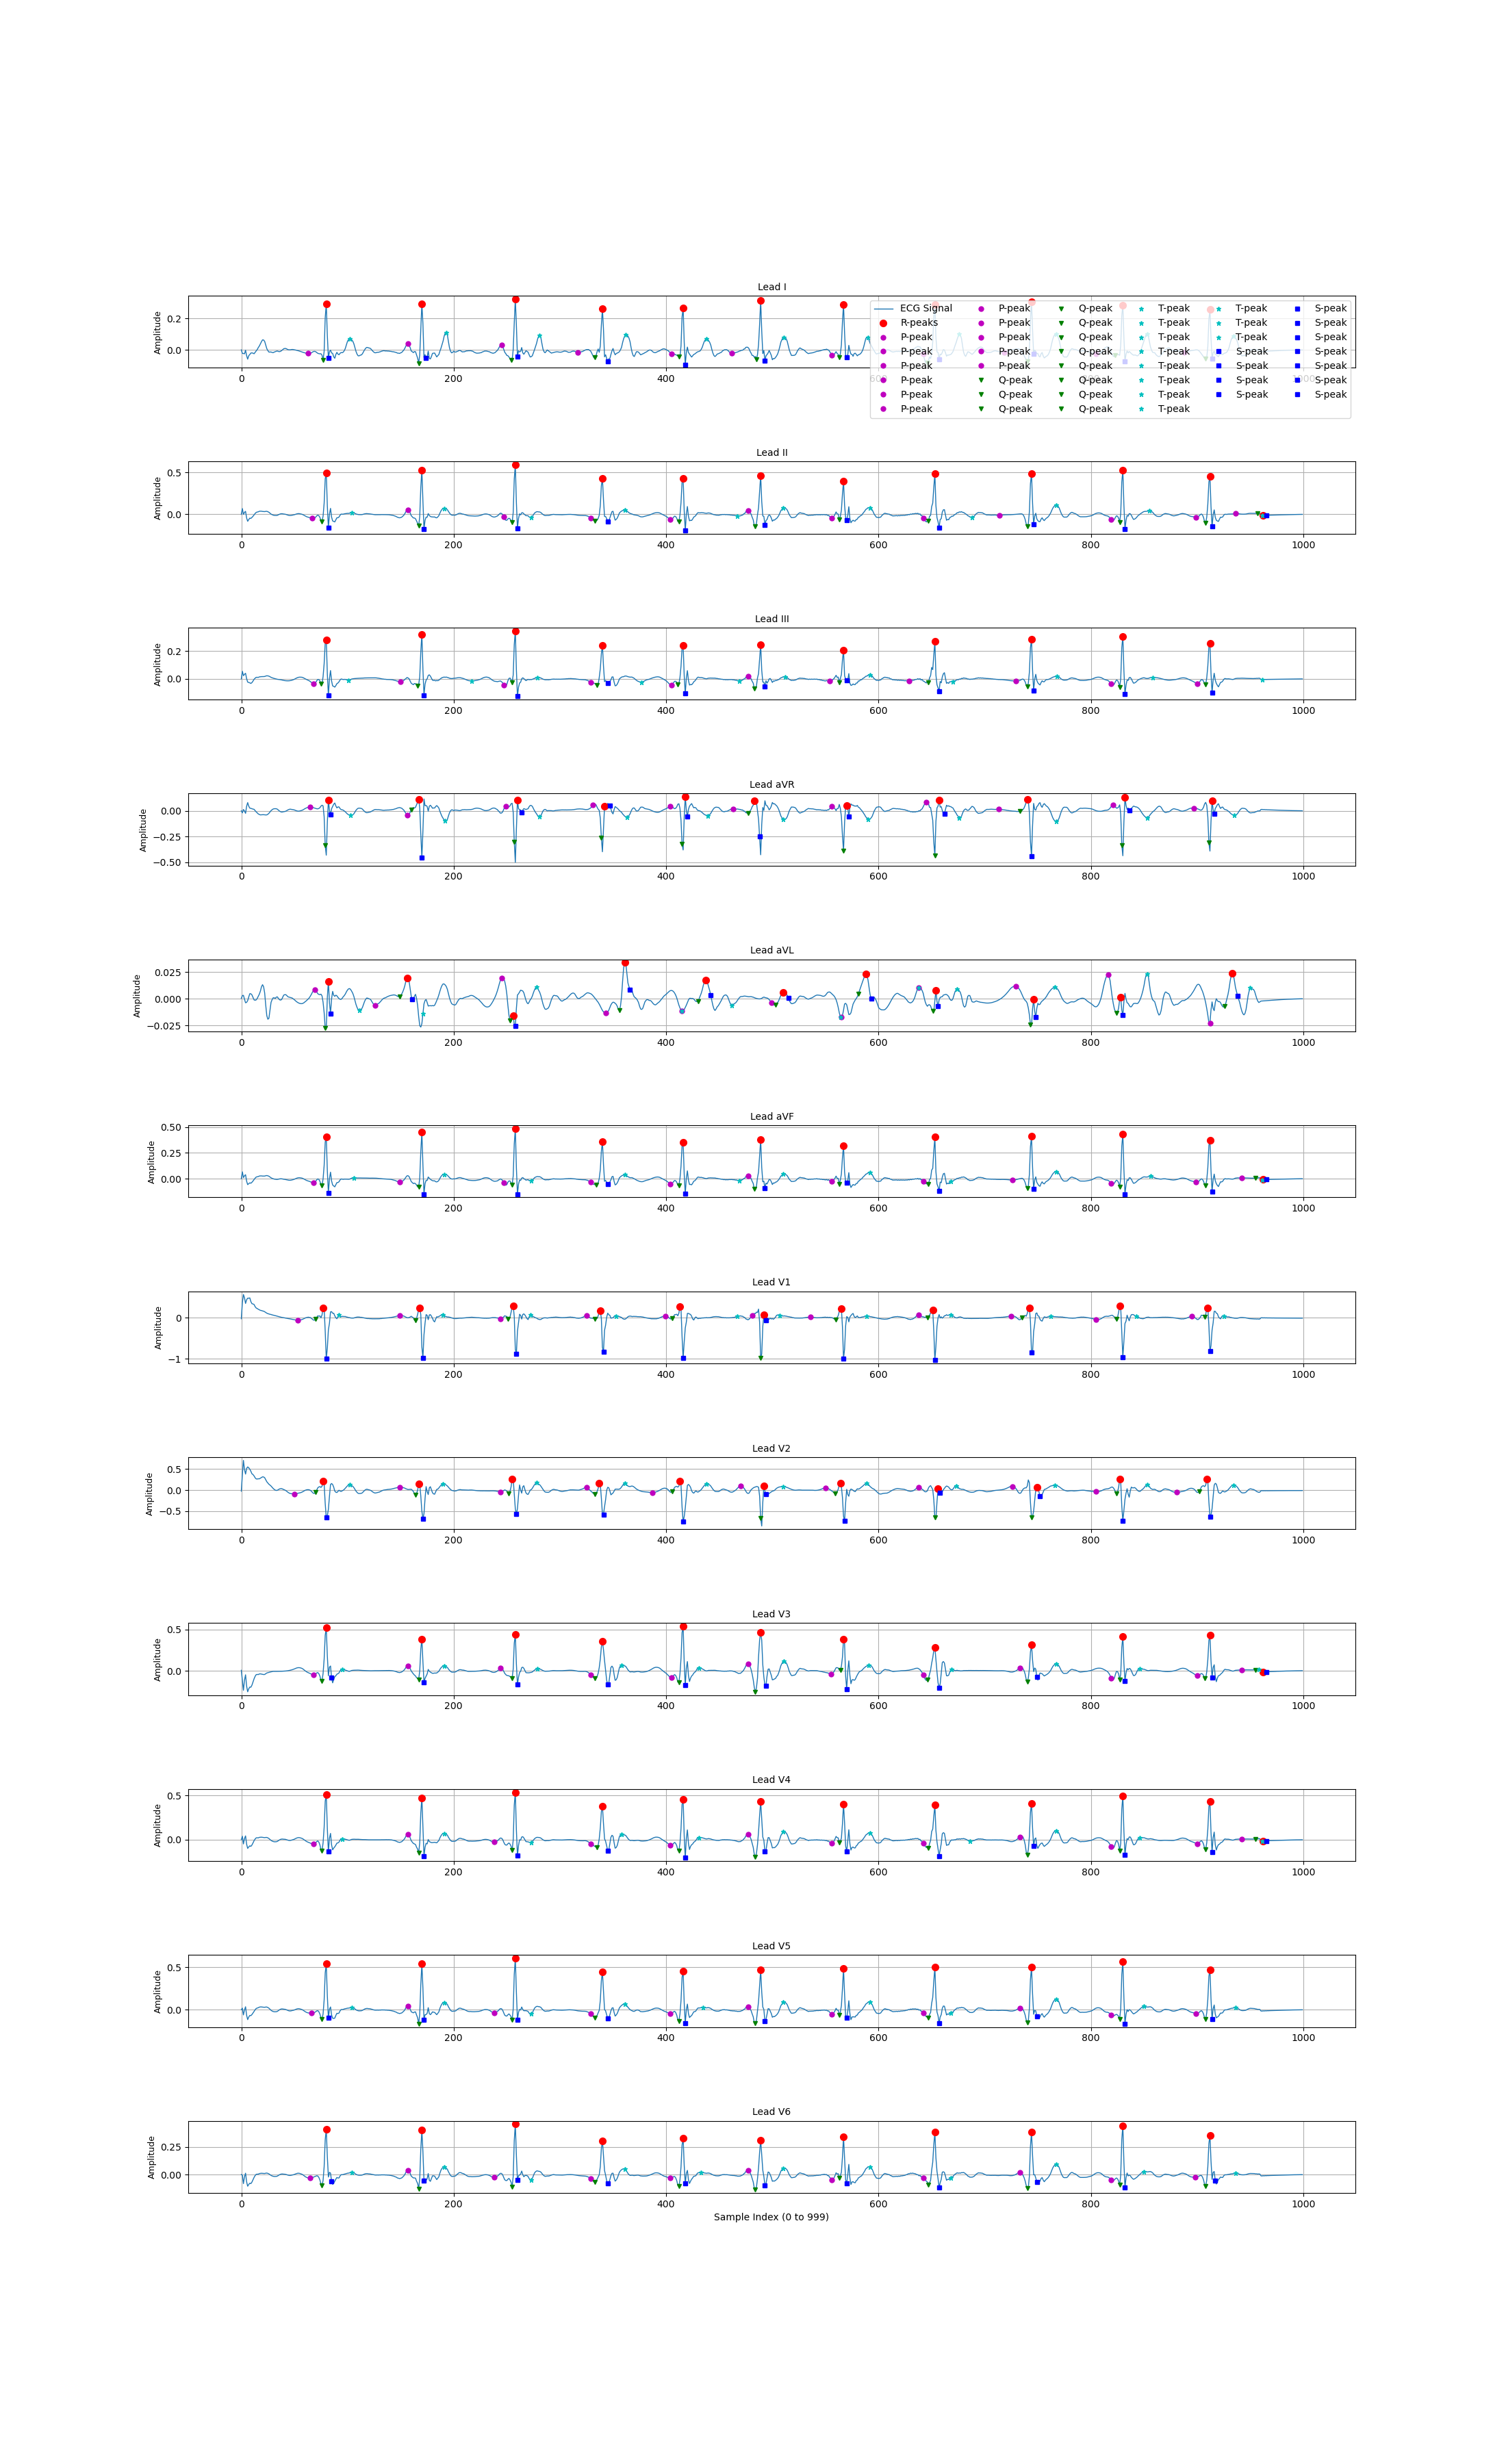 Lead I
Amplitude
0.2
0.0
ECG Signal P-peak Q-peak T-peak T-peak S-peak
R-peaks P-peak Q-peak T-peak T-peak S-peak
P-peak P-peak Q-peak T-peak T-peak S-peak
P-peak P-peak Q-peak T-peak S-peak S-peak
P-peak P-peak Q-peak T-peak S-peak S-peak
P-peak Q-peak Q-peak T-peak S-peak S-peak
P-peak Q-peak Q-peak T-peak S-peak S-peak
P-peak Q-peak Q-peak T-peak
0 200 400 600 800 1000
Lead II
Amplitude
0.5
0.0
0 200 400 600 800 1000
Lead III
Amplitude
0.2
0.0
0 200 400 600 800 1000
Lead aVR
Amplitude
0.00
−0.25
−0.50
0 200 400 600 800 1000
Lead aVL
Amplitude
0.025
0.000
−0.025
0 200 400 600 800 1000
Lead aVF
Amplitude
0.50
0.25
0.00
0 200 400 600 800 1000
Lead V1
Amplitude
0
−1
0 200 400 600 800 1000
Lead V2
Amplitude
0.5
0.0
−0.5
0 200 400 600 800 1000
Lead V3
Amplitude
0.5
0.0
0 200 400 600 800 1000
Lead V4
Amplitude
0.5
0.0
0 200 400 600 800 1000
Lead V5
Amplitude
0.5
0.0
0 200 400 600 800 1000
Lead V6
Amplitude
0.25
0.00
0 200 400 600 800 1000
Sample Index (0 to 999)